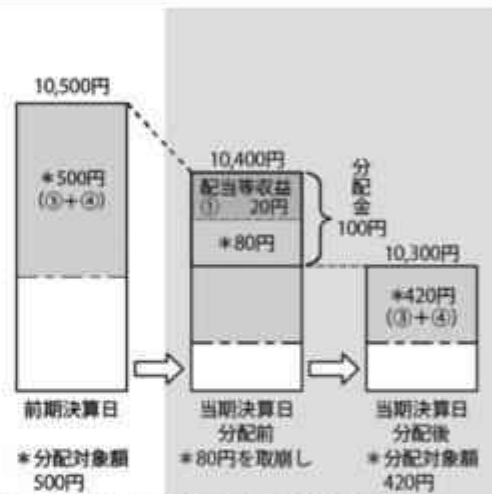 10,500円
*500円
(③+④)
前期決算日
*分配対象額
500円
10,400円
配当等収益
① 20円
*80円
分配金
100円
当期決算日
分配前
*80円を取崩し
10,300円
*420円
(③+④)
当期決算日
分配後
*分配対象額
420円